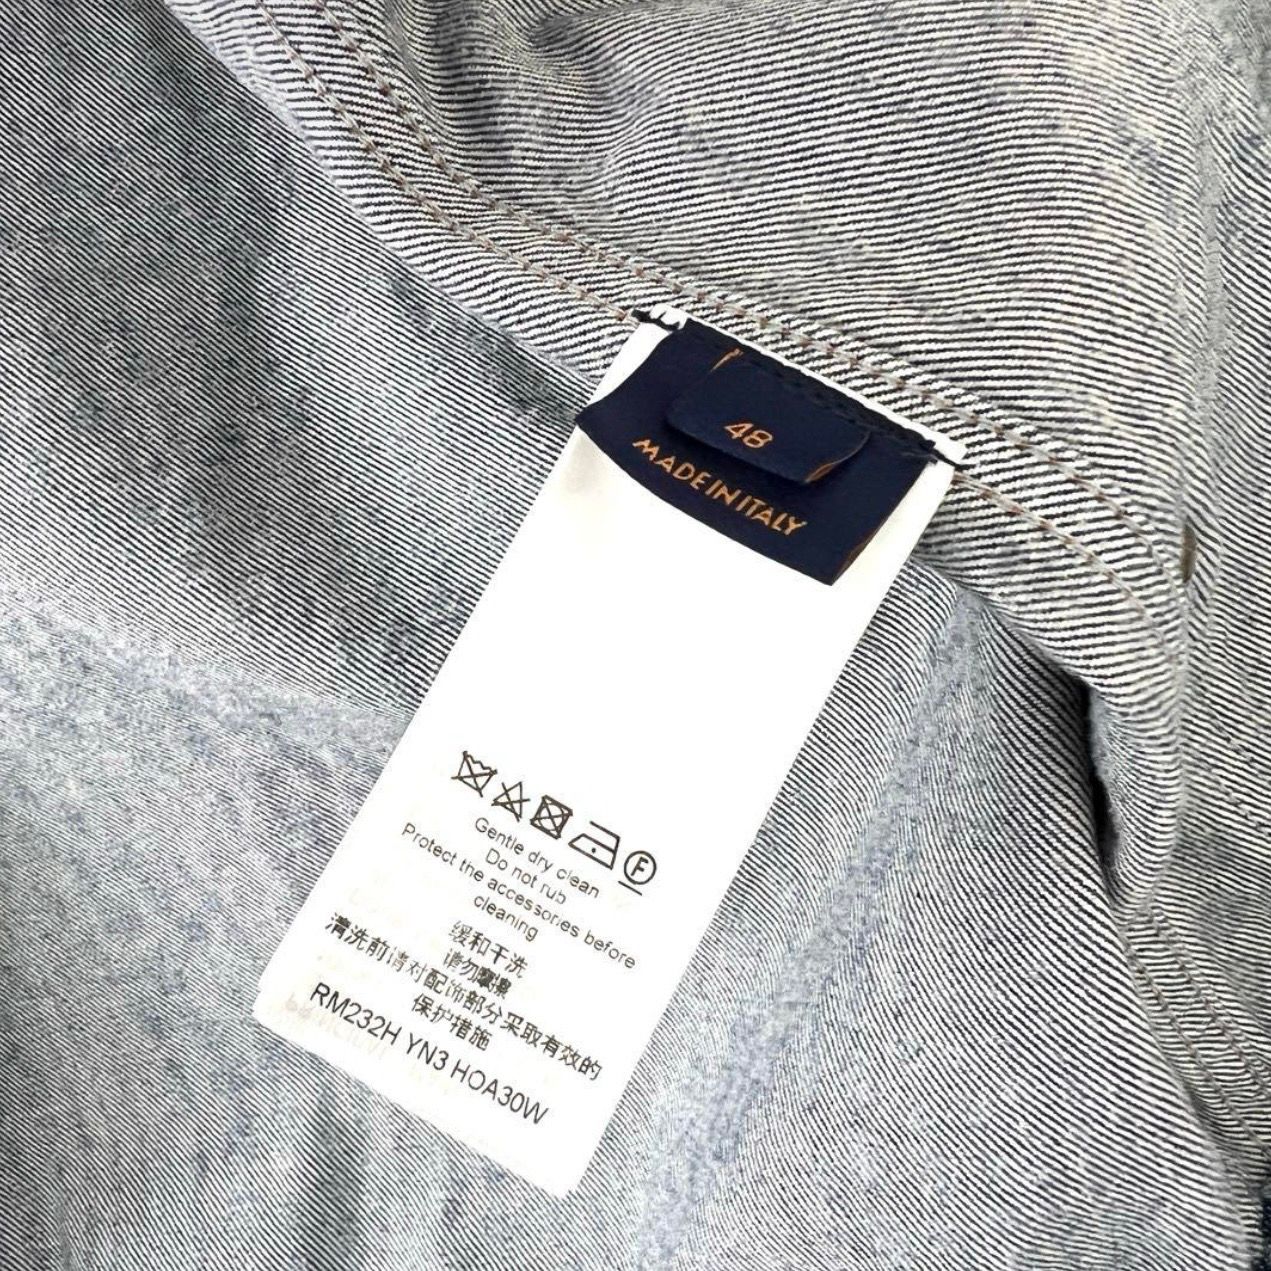 48
MADE IN ITALY
F
Gentle dry clean
Do not rub
Protect the accessories before
cleaning
缓和干洗
请勿摩擦
清洗前请对配饰部分采取有效的
保护措施
RM232H YN3 HOA30W